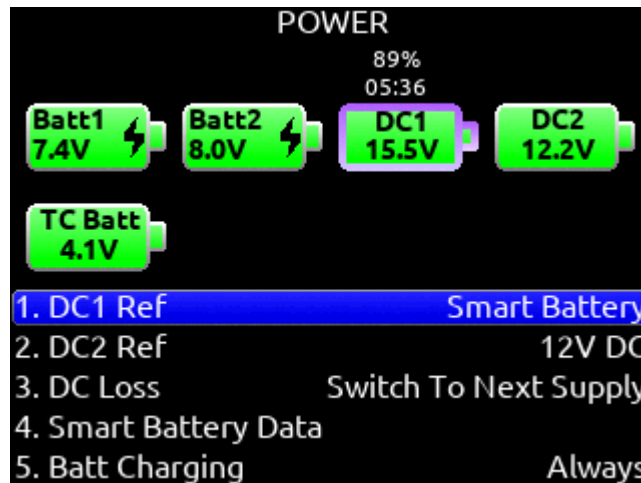 POWER
89%
05:36
Batt1 Batt2 DC1 DC2
7.4V 8.0V 15.5V 12.2V
TC Batt
4.1V
1. DC1 Ref Smart Battery
2. DC2 Ref 12V DC
3. DC Loss Switch To Next Supply
4. Smart Battery Data
5. Batt Charging Always